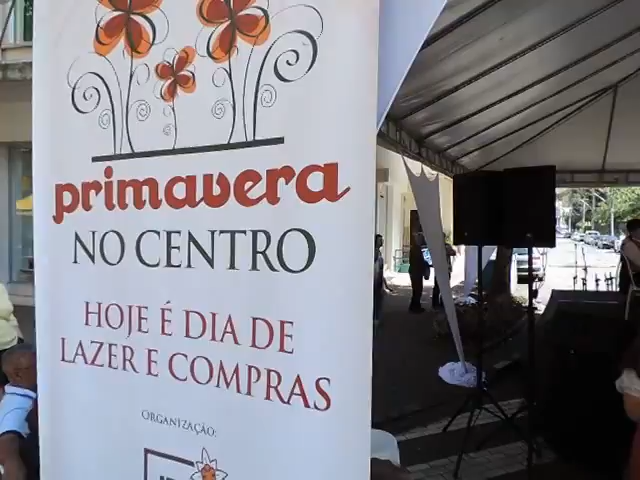 primavera
NO CENTRO
HOJE É DIA DE
LAZER E COMPRAS
ORGANIZAÇÃO: